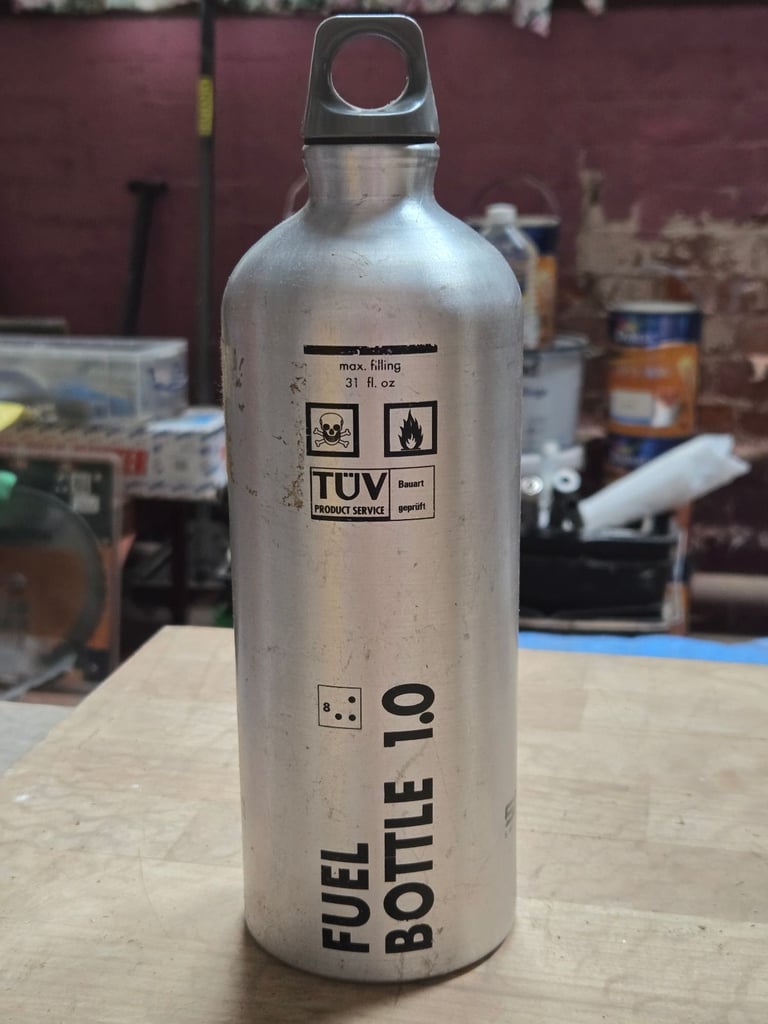 max. filling
31 fl. oz
TÜV
PRODUCT SERVICE
Bauart
geprüft
8
FUEL
BOTTLE 1.0